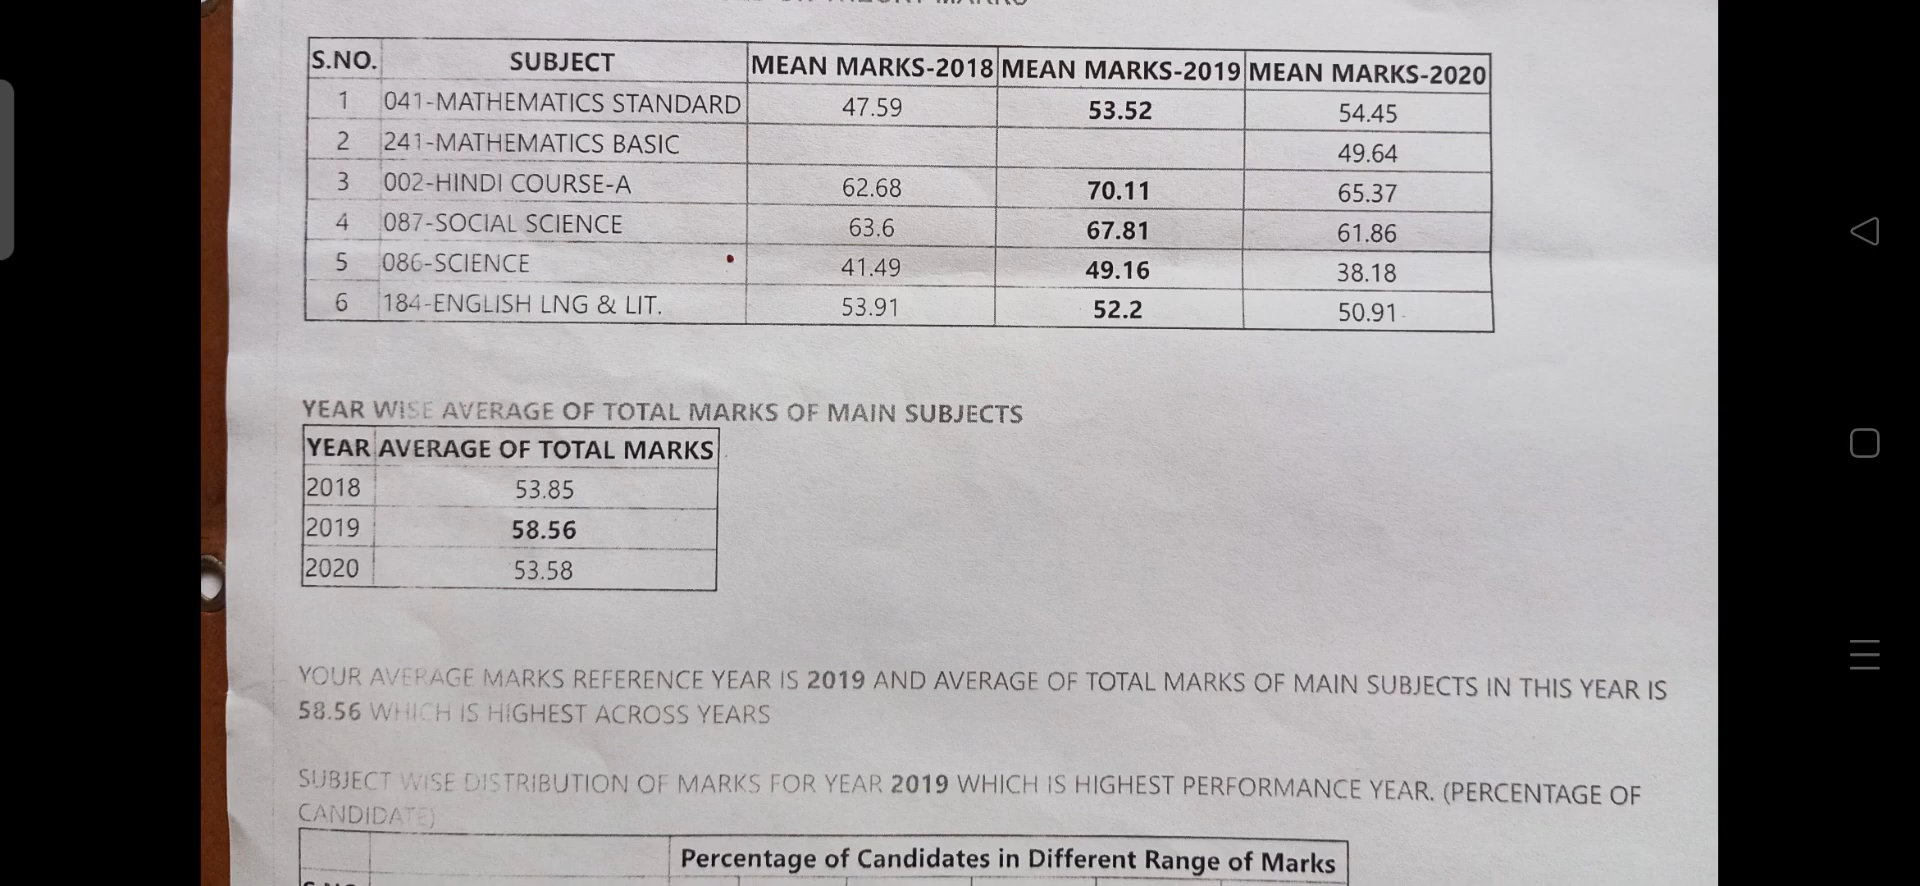 S.NO. SUBJECT MEAN MARKS-2018 MEAN MARKS-2019 MEAN MARKS-2020
1 041-MATHEMATICS STANDARD 47.59 53.52 54.45
2 241-MATHEMATICS BASIC 49.64
3 002-HINDI COURSE-A 62.68 70.11 65.37
4 087-SOCIAL SCIENCE 63.6 67.81 61.86
5 086-SCIENCE 41.49 49.16 38.18
6 184-ENGLISH LNG & LIT. 53.91 52.2 50.91
YEAR WISE AVERAGE OF TOTAL MARKS OF MAIN SUBJECTS
YEAR AVERAGE OF TOTAL MARKS
2018 53.85
2019 58.56
2020 53.58
YOUR AVERAGE MARKS REFERENCE YEAR IS 2019 AND AVERAGE OF TOTAL MARKS OF MAIN SUBJECTS IN THIS YEAR IS
58.56 WHICH IS HIGHEST ACROSS YEARS
SUBJECT WISE DISTRIBUTION OF MARKS FOR YEAR 2019 WHICH IS HIGHEST PERFORMANCE YEAR. (PERCENTAGE OF
CANDIDATE)
Percentage of Candidates in Different Range of Marks